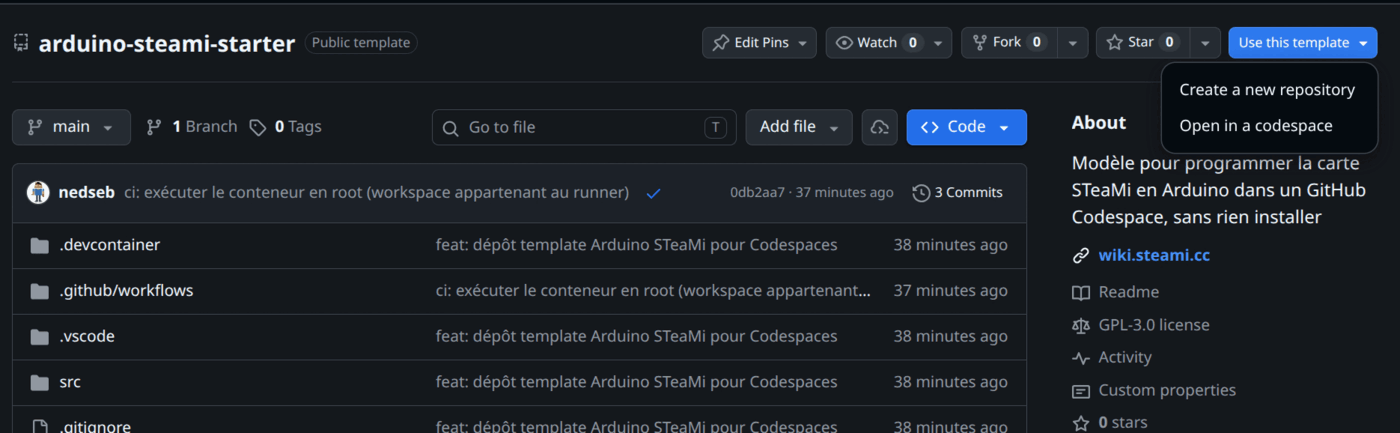 arduino-steami-starter Public template Edit Pins Watch 0 Fork 0 Star 0 Use this template
Create a new repository
Open in a codespace
main 1 Branch 0 Tags Go to file T Add file Code
nedseb ci: exécuter le conteneur en root (workspace appartenant au runner) 0db2aa7 · 37 minutes ago 3 Commits
.devcontainer feat: dépôt template Arduino STeaMi pour Codespaces 38 minutes ago
.github/workflows ci: exécuter le conteneur en root (workspace appartenant... 37 minutes ago
.vscode feat: dépôt template Arduino STeaMi pour Codespaces 38 minutes ago
src feat: dépôt template Arduino STeaMi pour Codespaces 38 minutes ago
.gitignore feat: dépôt template Arduino STeaMi pour Codespaces 38 minutes ago
About
Modèle pour programmer la carte
STeaMi en Arduino dans un GitHub
Codespace, sans rien installer
wiki.steami.cc
Readme
GPL-3.0 license
Activity
Custom properties
0 stars